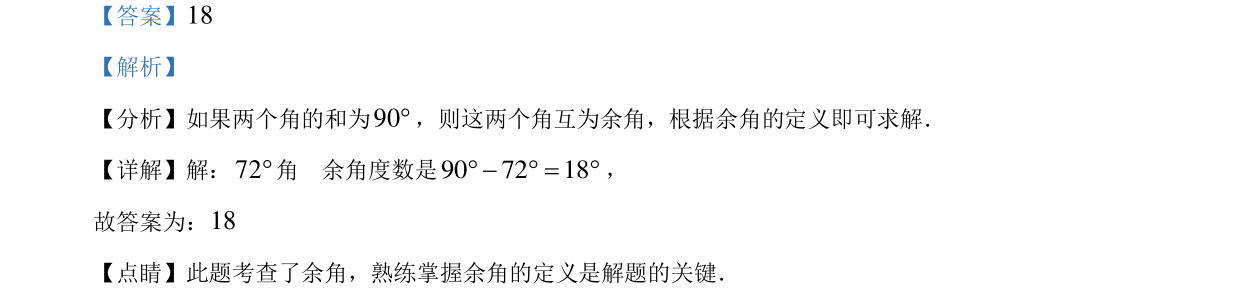 【答案】18
【解析】
【分析】如果两个角的和为90°，则这两个角互为余角，根据余角的定义即可求解．
【详解】解：72°角 余角度数是90°−72°=18°，
故答案为：18
【点睛】此题考查了余角，熟练掌握余角的定义是解题的关键．